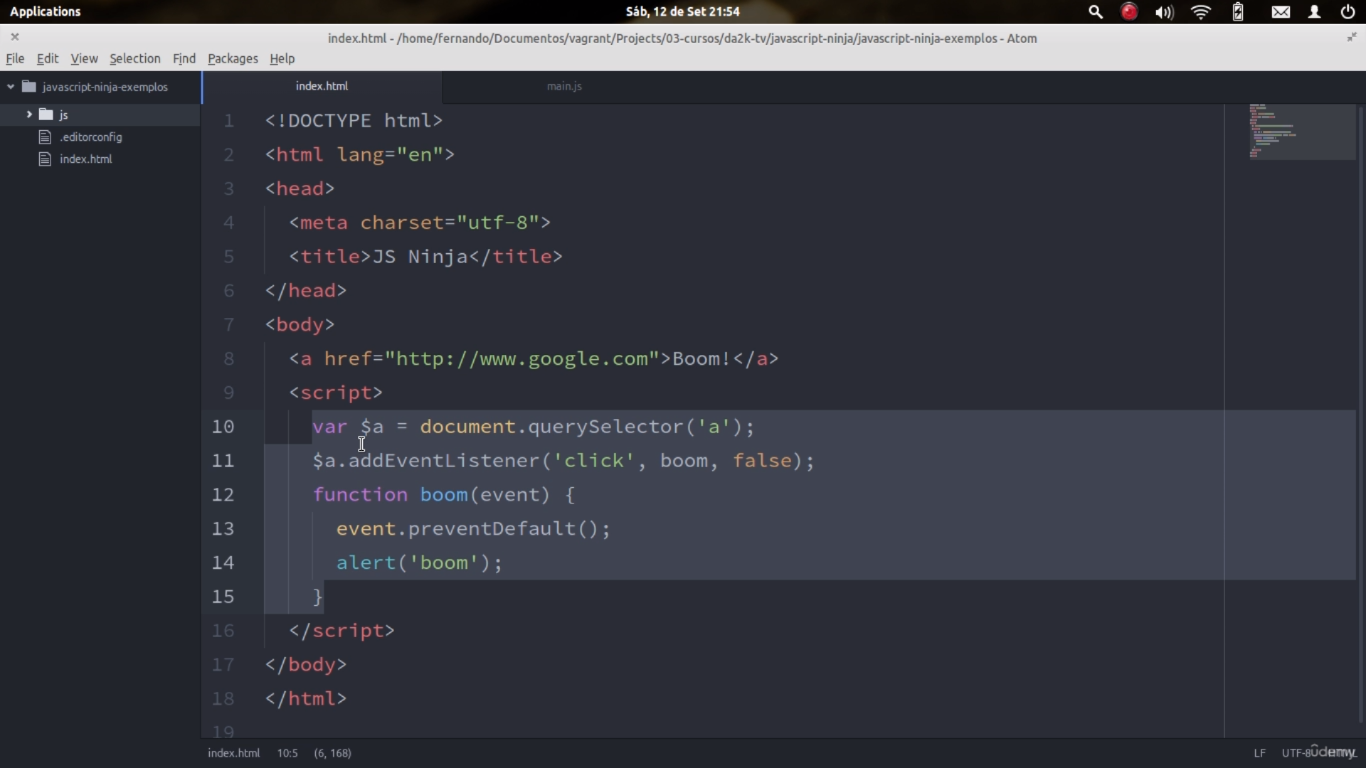 Applications
Sáb, 12 de Set 21:54
index.html - /home/fernando/Documentos/vagrant/Projects/03-cursos/da2k-tv/javascript-ninja/javascript-ninja-exemplos - Atom
File Edit View Selection Find Packages Help
javascript-ninja-exemplos
js
.editorconfig
index.html
index.html main.js
1 <!DOCTYPE html>
2 <html lang="en">
3 <head>
4 <meta charset="utf-8">
5 <title>JS Ninja</title>
6 </head>
7 <body>
8 <a href="http://www.google.com">Boom!</a>
9 <script>
10 var $a = document.querySelector('a');
11 $a.addEventListener('click', boom, false);
12 function boom(event) {
13 event.preventDefault();
14 alert('boom');
15 }
16 </script>
17 </body>
18 </html>
19
index.html 10:5 (6, 168)
LF UTF-8
ûdemy